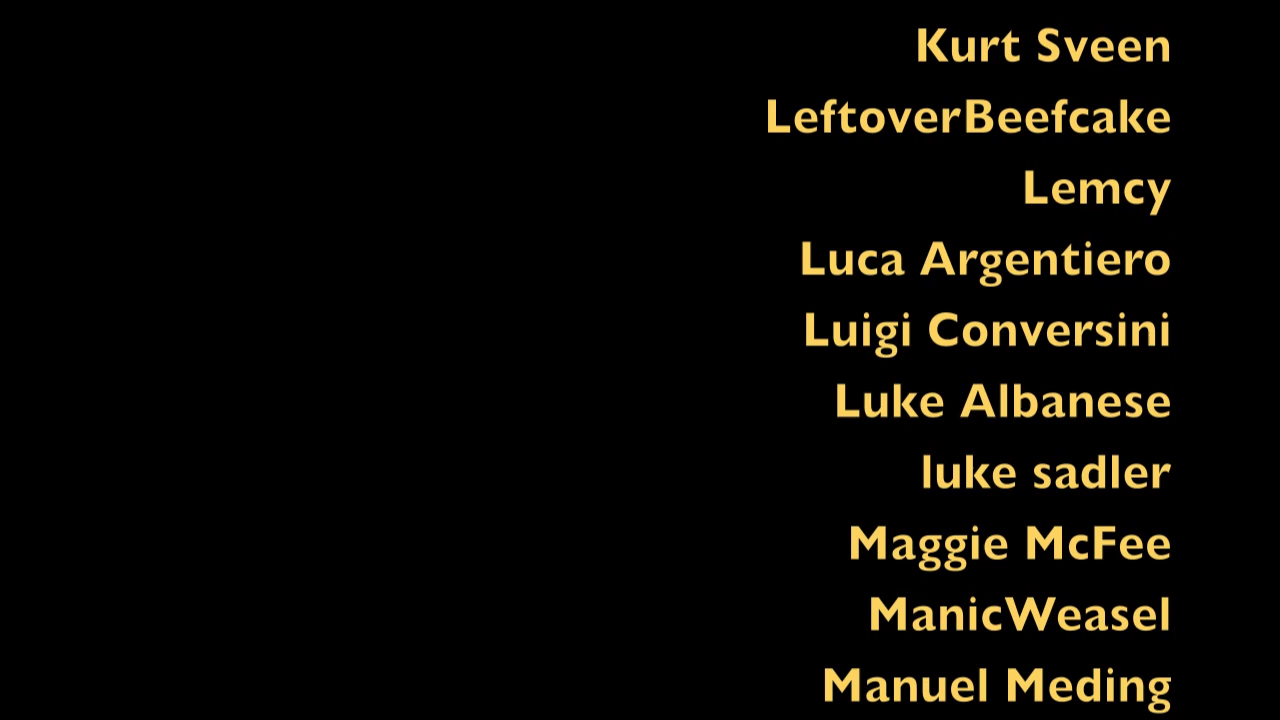 Kurt Sveen
LeftoverBeefcake
Lemcy
Luca Argentiero
Luigi Conversini
Luke Albanese
luke sadler
Maggie McFee
ManicWeasel
Manuel Meding